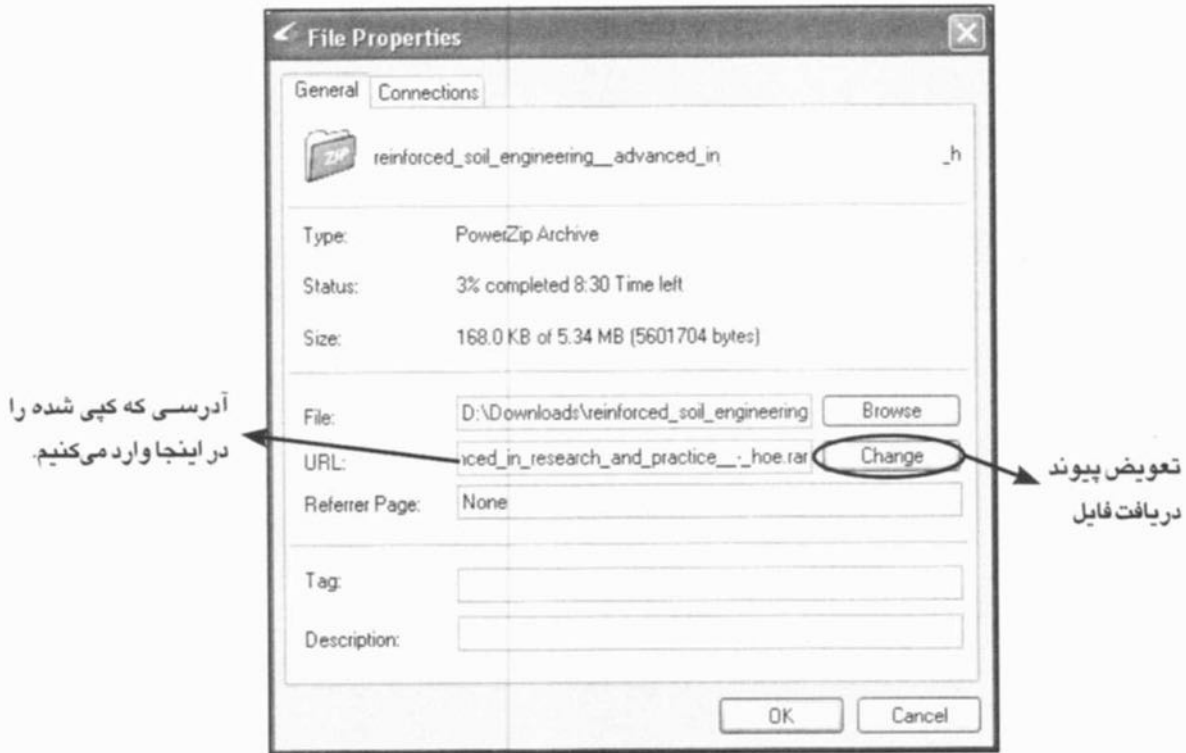 File Properties
General Connections
ZIP
reinforced_soil_engineering__advanced_in _h
Type: PowerZip Archive
Status: 3% completed 8:30 Time left
Size: 168.0 KB of 5.34 MB (5601704 bytes)
File: D:\Downloads\reinforced_soil_engineering Browse
URL: nced_in_research_and_practice__-_hoe.rar Change
Referrer Page: None
Tag:
Description:
OK Cancel
آدرسی که کپی شده را
در اینجا وارد می‌کنیم.
تعویض پیوند
دریافت فایل